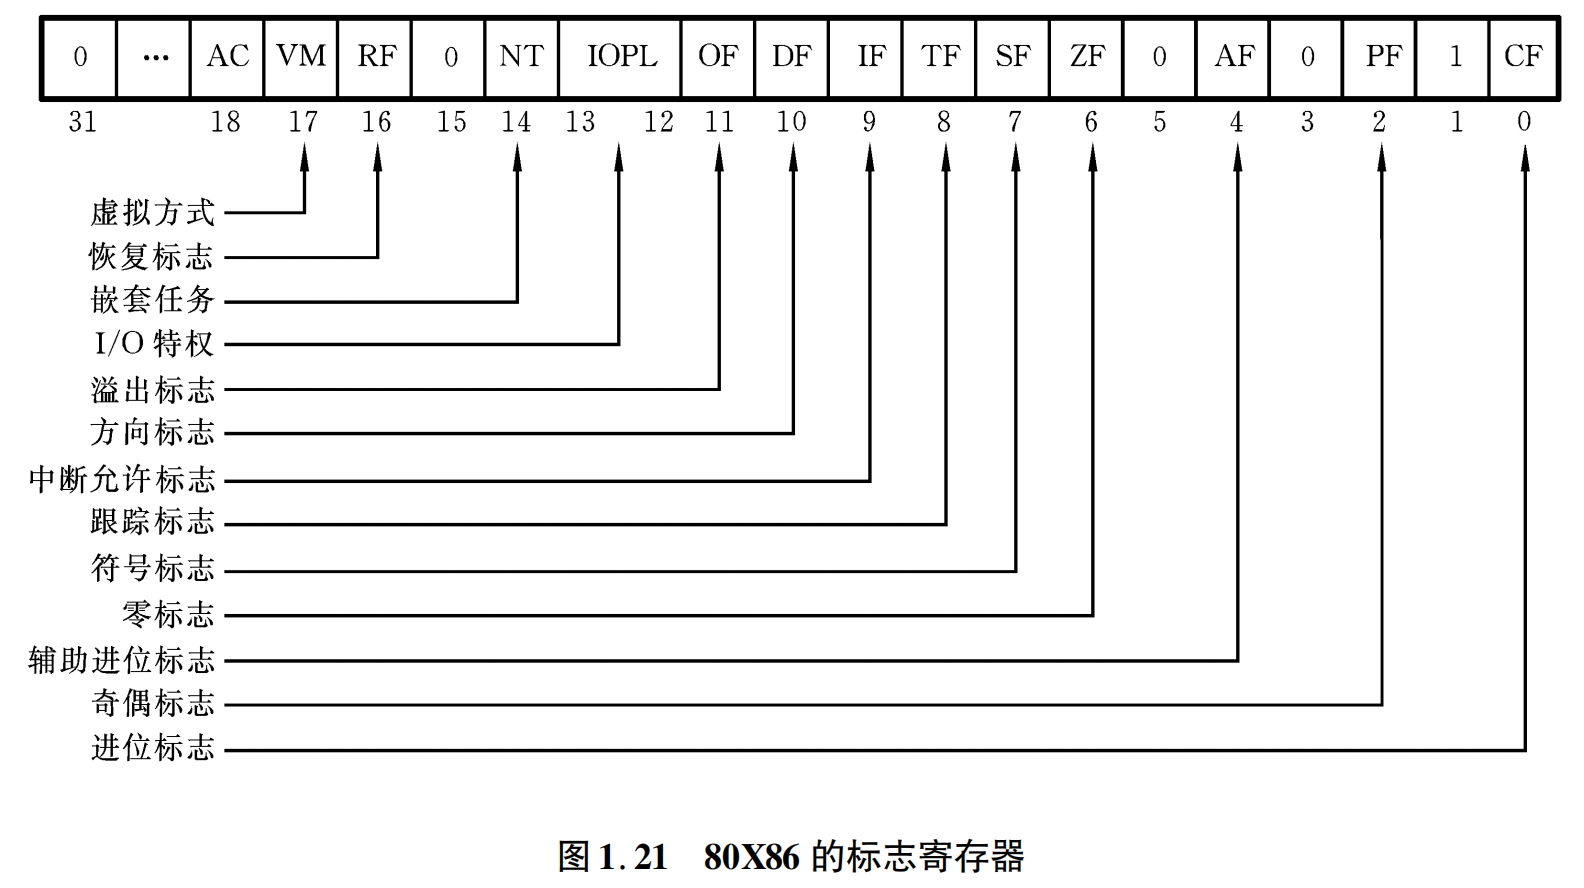 0 … AC VM RF 0 NT IOPL OF DF IF TF SF ZF 0 AF 0 PF 1 CF
31 18 17 16 15 14 13 12 11 10 9 8 7 6 5 4 3 2 1 0
虚拟方式
恢复标志
嵌套任务
I/O 特权
溢出标志
方向标志
中断允许标志
跟踪标志
符号标志
零标志
辅助进位标志
奇偶标志
进位标志
图 1.21 80X86 的标志寄存器